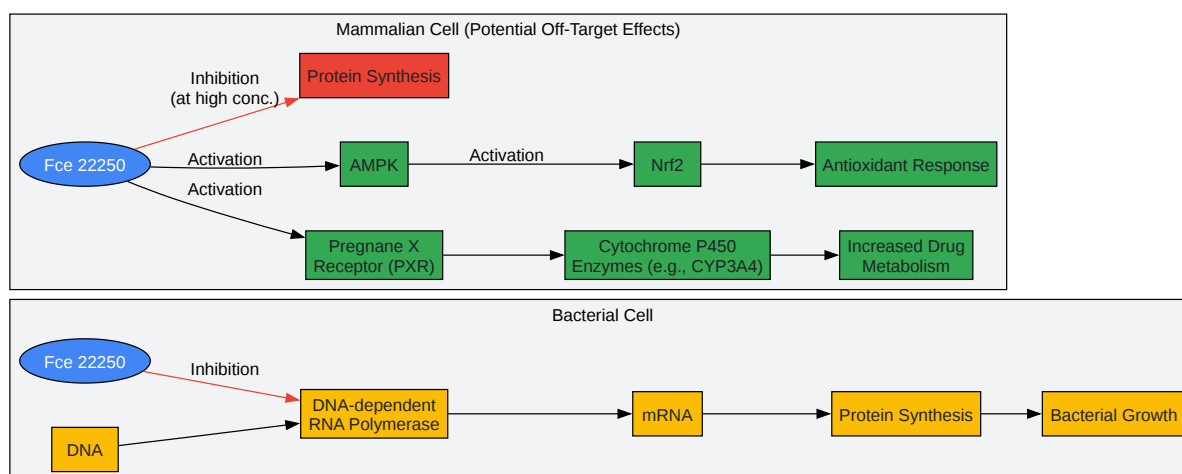 Mammalian Cell (Potential Off-Target Effects)
Inhibition
(at high conc.)
Protein Synthesis
Fce 22250
Activation
AMPK
Activation
Nrf2
Antioxidant Response
Activation
Pregnane X
Receptor (PXR)
Cytochrome P450
Enzymes (e.g., CYP3A4)
Increased Drug
Metabolism
Bacterial Cell
Fce 22250
Inhibition
DNA
DNA-dependent
RNA Polymerase
mRNA
Protein Synthesis
Bacterial Growth